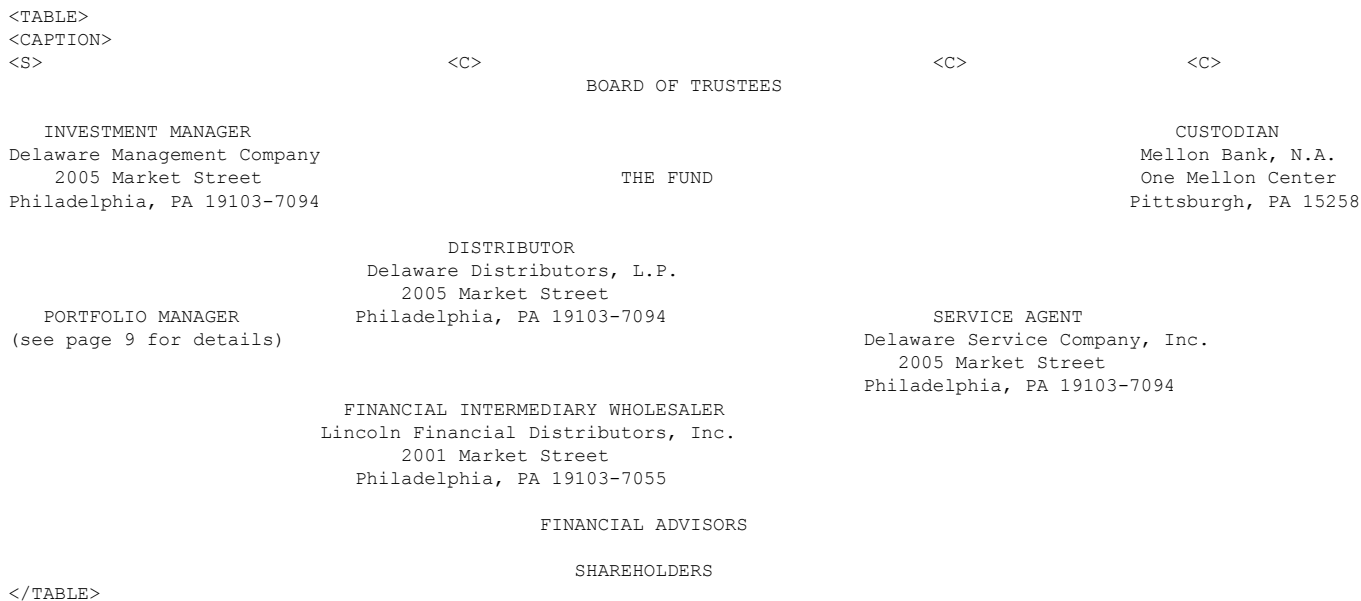 <TABLE>
<CAPTION>
<S> <C> <C> <C>
BOARD OF TRUSTEES
INVESTMENT MANAGER CUSTODIAN
Delaware Management Company Mellon Bank, N.A.
2005 Market Street THE FUND One Mellon Center
Philadelphia, PA 19103-7094 Pittsburgh, PA 15258
DISTRIBUTOR
Delaware Distributors, L.P.
2005 Market Street
PORTFOLIO MANAGER Philadelphia, PA 19103-7094 SERVICE AGENT
(see page 9 for details) Delaware Service Company, Inc.
2005 Market Street
Philadelphia, PA 19103-7094
FINANCIAL INTERMEDIARY WHOLESALER
Lincoln Financial Distributors, Inc.
2001 Market Street
Philadelphia, PA 19103-7055
FINANCIAL ADVISORS
SHAREHOLDERS
</TABLE>